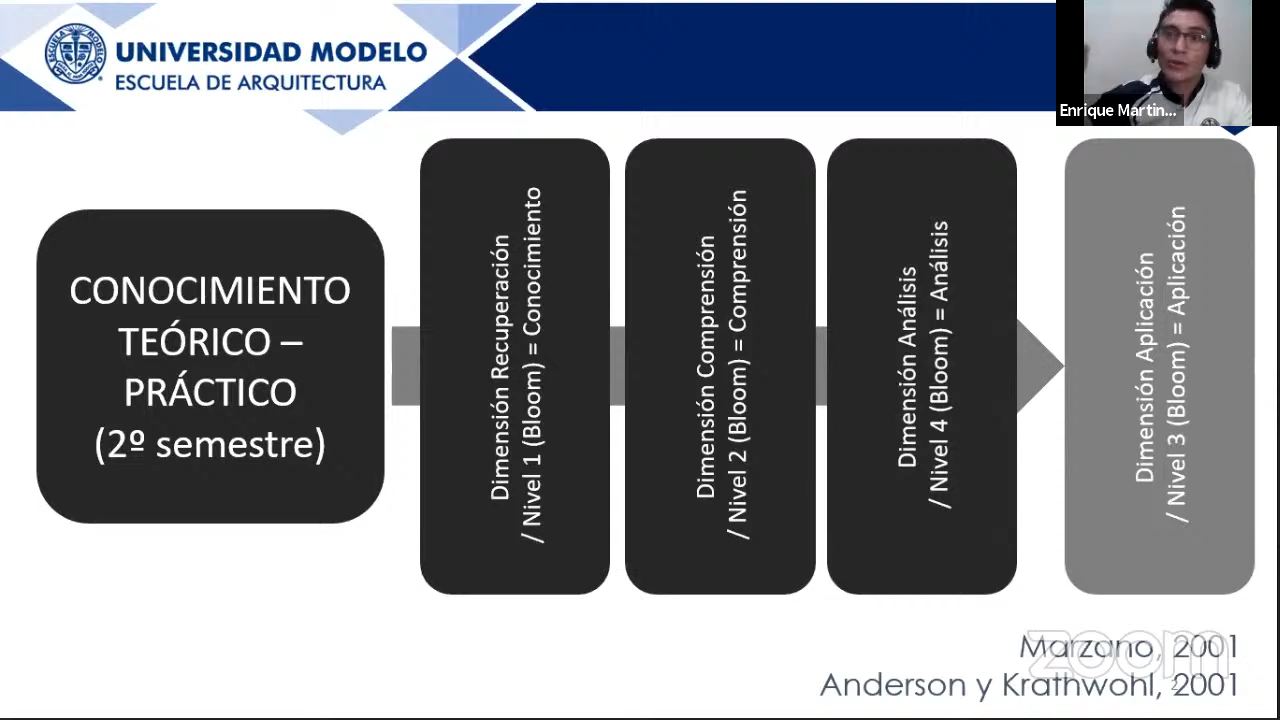 UNIVERSIDAD MODELO
ESCUELA DE ARQUITECTURA
Enrique Martin...
CONOCIMIENTO
TEÓRICO –
PRÁCTICO
(2º semestre)
Dimensión Recuperación
/ Nivel 1 (Bloom) = Conocimiento
Dimensión Comprensión
/ Nivel 2 (Bloom) = Comprensión
Dimensión Análisis
/ Nivel 4 (Bloom) = Análisis
Dimensión Aplicación
/ Nivel 3 (Bloom) = Aplicación
Marzano, 2001
Anderson y Krathwohl, 2001
zoom